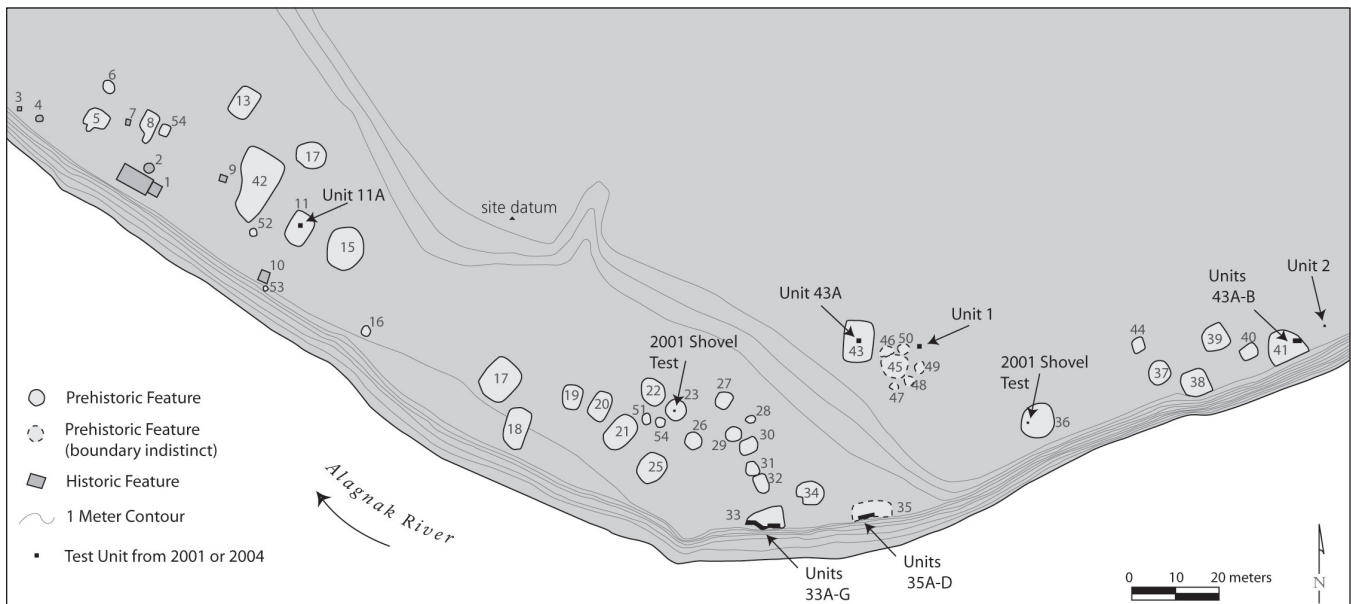 6
3
4
5
7
8
54
13
17
2
1
9
42
11
Unit 11A
52
15
10
53
16
site datum
Unit 43A
43
46
50
45
49
48
47
Unit 1
Units
43A-B
Unit 2
44
39
40
41
37
38
2001 Shovel
Test
36
2001 Shovel
Test
17
18
19
20
21
22
23
51
54
25
26
27
28
29
30
31
32
33
34
35
Units
33A-G
Units
35A-D
Alagnak River
Prehistoric Feature
Prehistoric Feature
(boundary indistinct)
Historic Feature
1 Meter Contour
Test Unit from 2001 or 2004
0 10 20 meters
N